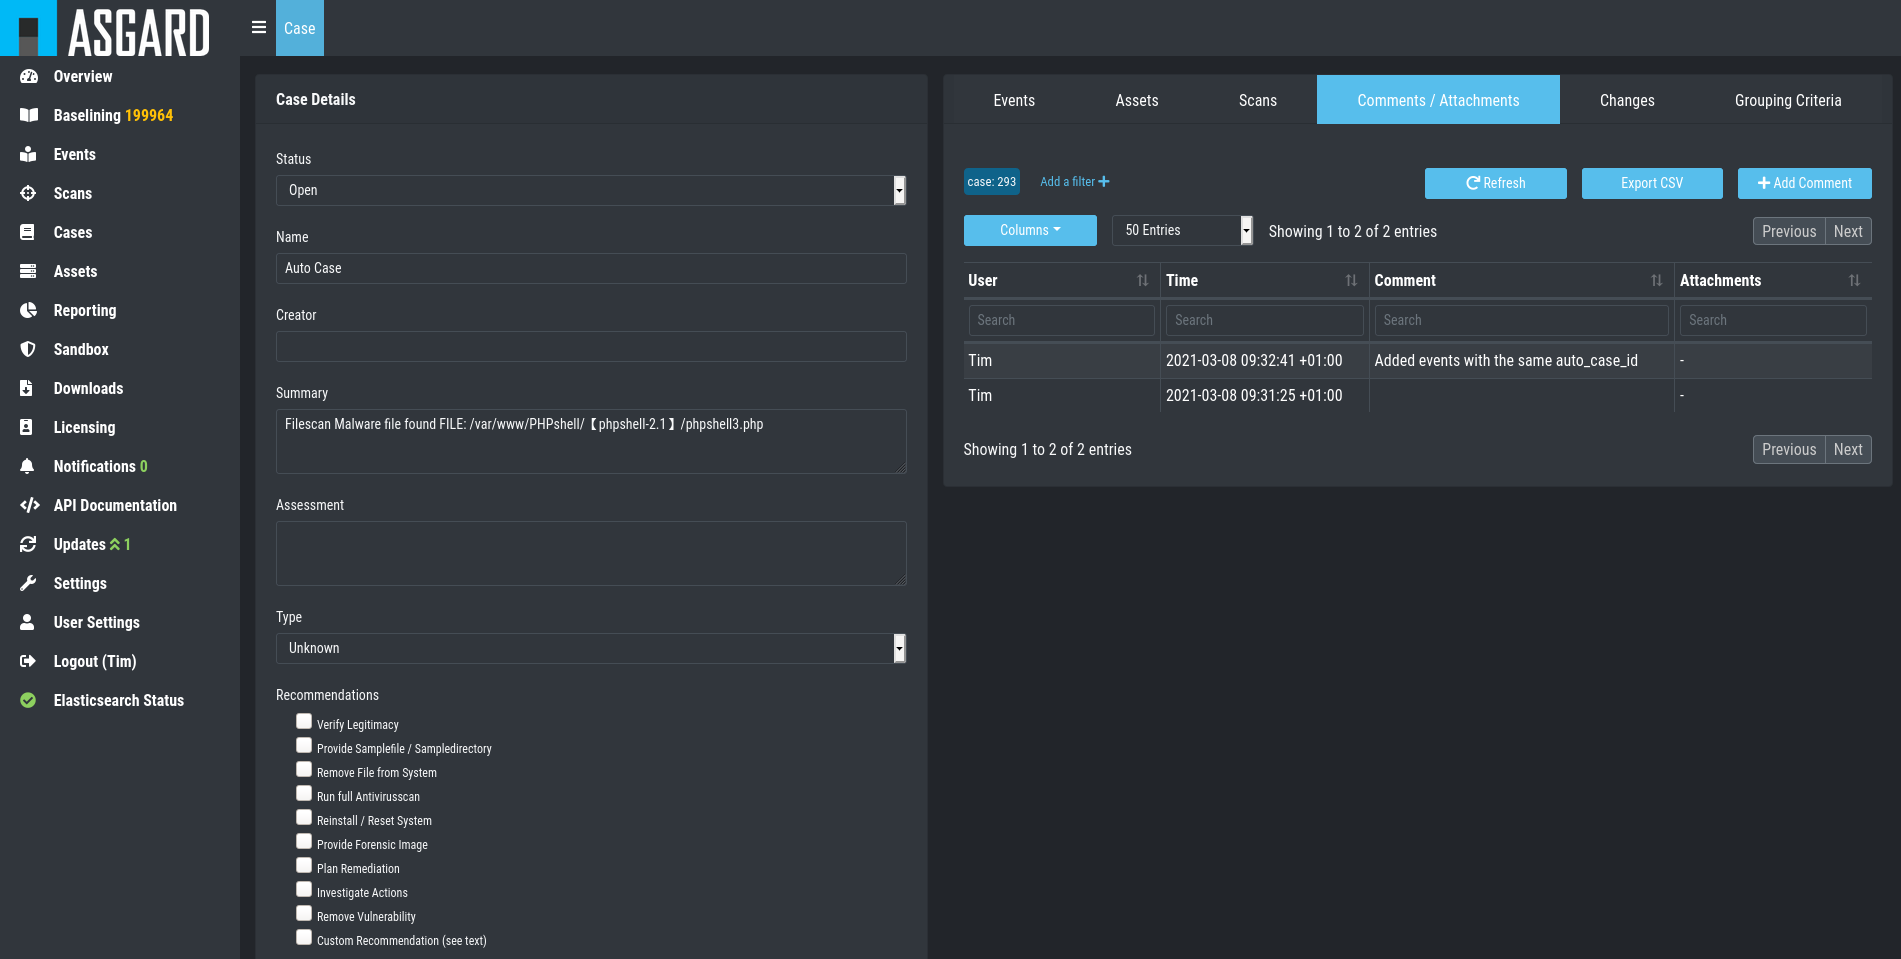 ASGARD
Case
Overview
Baselining 199964
Events
Scans
Cases
Assets
Reporting
Sandbox
Downloads
Licensing
Notifications 0
API Documentation
Updates 1
Settings
User Settings
Logout (Tim)
Elasticsearch Status
Case Details
Status
Open
Name
Auto Case
Creator
Summary
Filescan Malware file found FILE: /var/www/PHPshell/【phpshell-2.1】/phpshell3.php
Assessment
Type
Unknown
Recommendations
Verify Legitimacy
Provide Samplefile / Sampledirectory
Remove File from System
Run full Antivirusscan
Reinstall / Reset System
Provide Forensic Image
Plan Remediation
Investigate Actions
Remove Vulnerability
Custom Recommendation (see text)
Events Assets Scans Comments / Attachments Changes Grouping Criteria
case: 293 Add a filter Refresh Export CSV Add Comment
Columns 50 Entries Showing 1 to 2 of 2 entries Previous Next
User Time Comment Attachments
Search Search Search Search
Tim 2021-03-08 09:32:41 +01:00 Added events with the same auto_case_id -
Tim 2021-03-08 09:31:25 +01:00 -
Showing 1 to 2 of 2 entries Previous Next